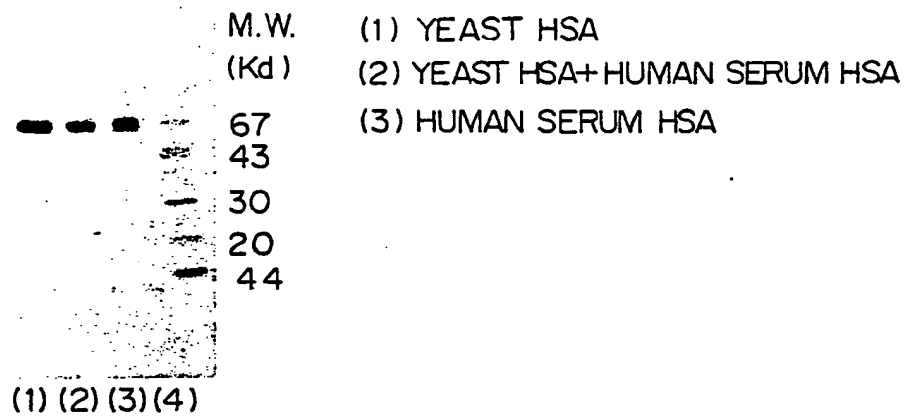 M.W.
(Kd)
67
43
30
20
44
(1) YEAST HSA
(2) YEAST HSA+HUMAN SERUM HSA
(3) HUMAN SERUM HSA
(1) (2) (3) (4)